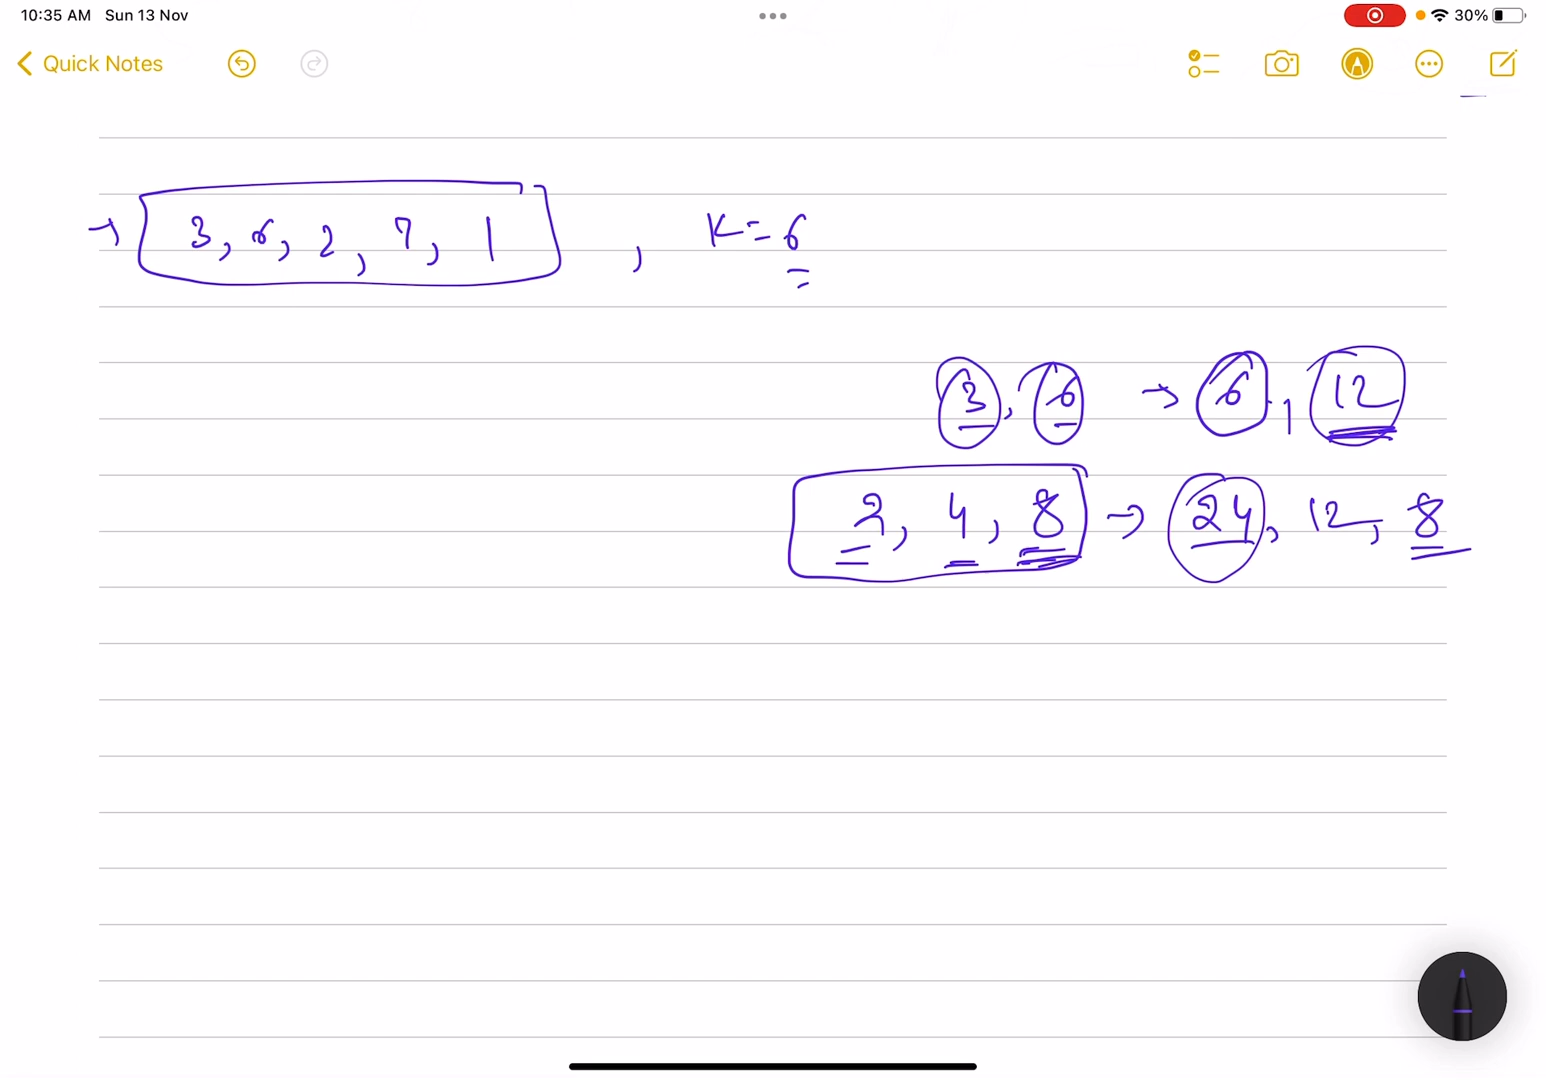 10:35 AM Sun 13 Nov 30%
Quick Notes
→ 3, 6, 2, 7, 1 , K = 6
3, 6 → 6, 12
2, 4, 8 → 24, 12, 8